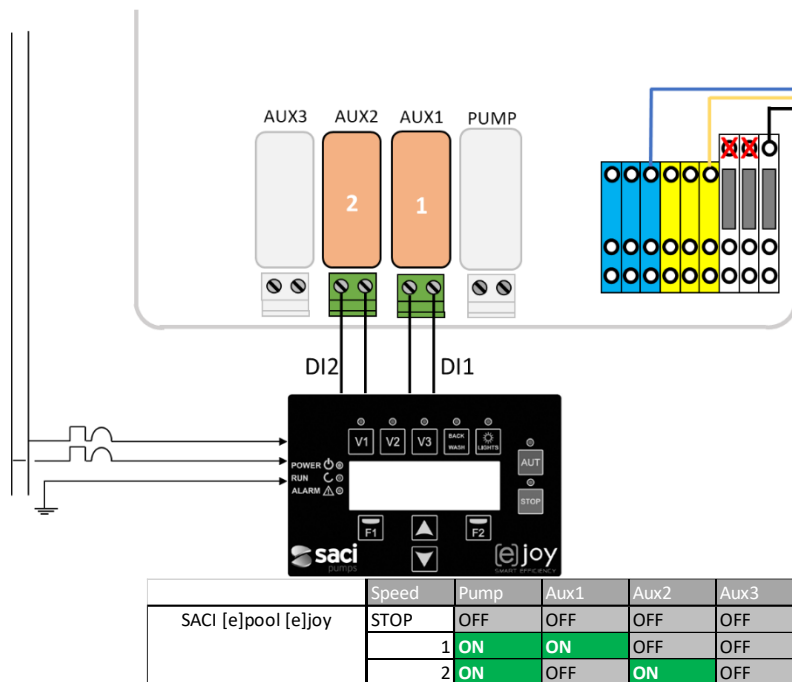 AUX3 AUX2 AUX1 PUMP
2 1
DI2 DI1
V1 V2 V3 BACK WASH LIGHTS
AUT
POWER
RUN
ALARM
STOP
F1 F2
saci
pumps
[e]joy
SMART EFFICIENCY
Speed Pump Aux1 Aux2 Aux3
SACI [e]pool [e]joy STOP OFF OFF OFF OFF
1 ON ON OFF OFF
2 ON OFF ON OFF